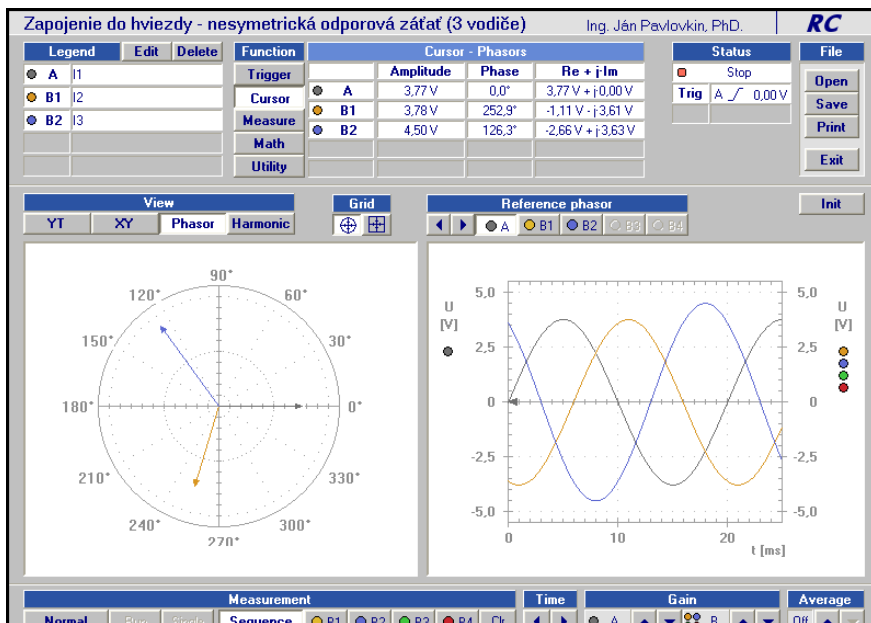 Zapojenie do hviezdy - nesymetrická odporová záťať (3 vodiče) Ing. Ján Pavlovkin, PhD. RC
Legend Edit Delete Function Cursor - Phasors Status File
A I1
B1 I2
B2 I3
Trigger
Cursor
Measure
Math
Utility
Amplitude Phase Re + j·Im
A 3,77 V 0,0° 3,77 V + j·0,00 V
B1 3,78 V 252,9° -1,11 V - j·3,61 V
B2 4,50 V 126,3° -2,66 V + j·3,63 V
Stop
Trig A 0,00 V
Open
Save
Print
Exit
View Grid Reference phasor Init
YT XY Phasor Harmonic A B1 B2 B3 B4
90°
120° 60°
150° 30°
180° 0°
210° 330°
240° 300°
270°
U
[V]
5,0
2,5
0
-2,5
-5,0
5,0
2,5
0
-2,5
-5,0
U
[V]
0 10 20
t [ms]
Measurement Time Gain Average
Normal Sequence B1 B2 B3 B4 Clr A B Off